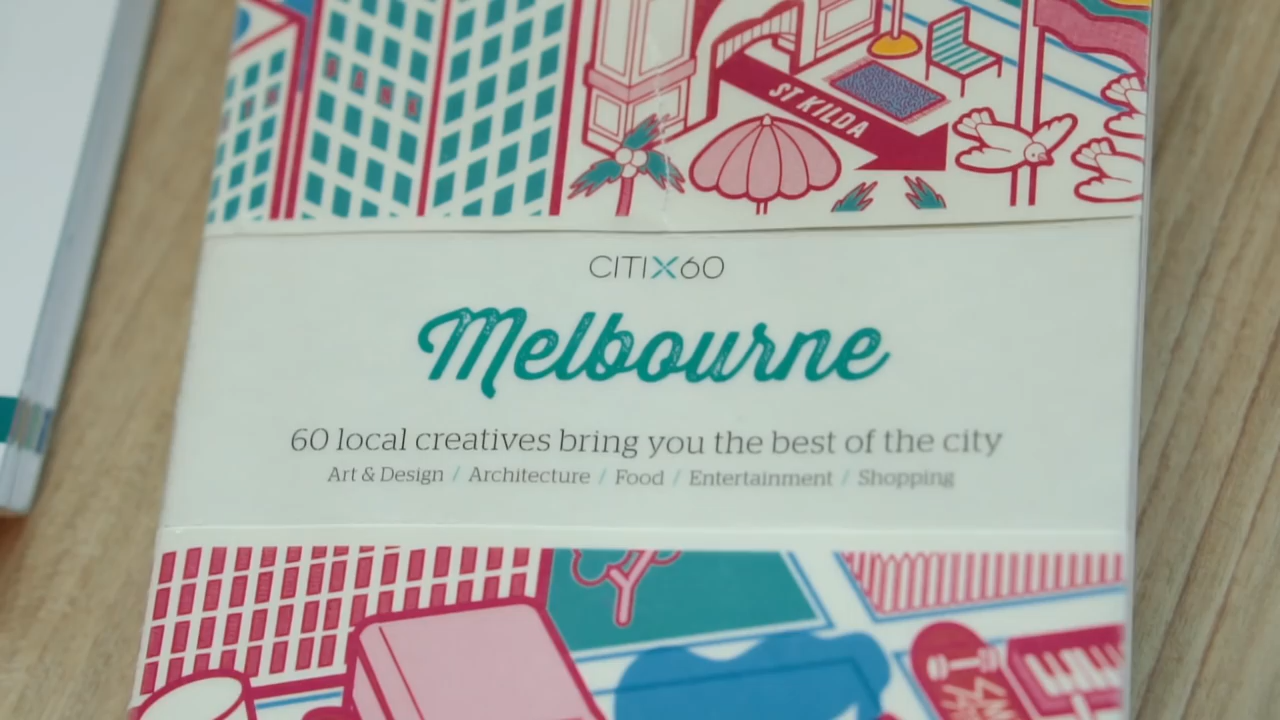 ST KILDA
CITIX60
Melbourne
60 local creatives bring you the best of the city
Art & Design / Architecture / Food / Entertainment / Shopping